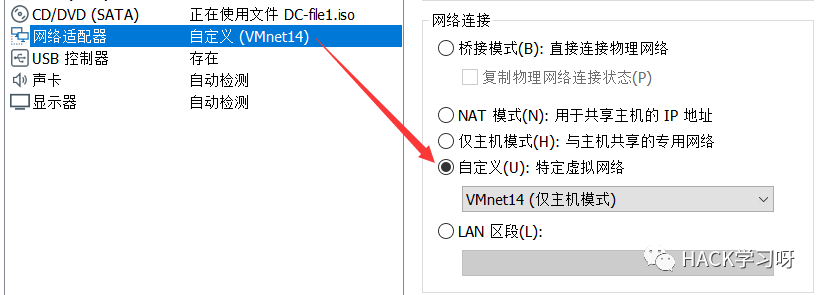 CD/DVD (SATA) 正在使用文件 DC-file1.iso
网络适配器 自定义 (VMnet14)
USB 控制器 存在
声卡 自动检测
显示器 自动检测
网络连接
桥接模式(B): 直接连接物理网络
复制物理网络连接状态(P)
NAT 模式(N): 用于共享主机的 IP 地址
仅主机模式(H): 与主机共享的专用网络
自定义(U): 特定虚拟网络
VMnet14 (仅主机模式)
LAN 区段(L):
HACK学习呀